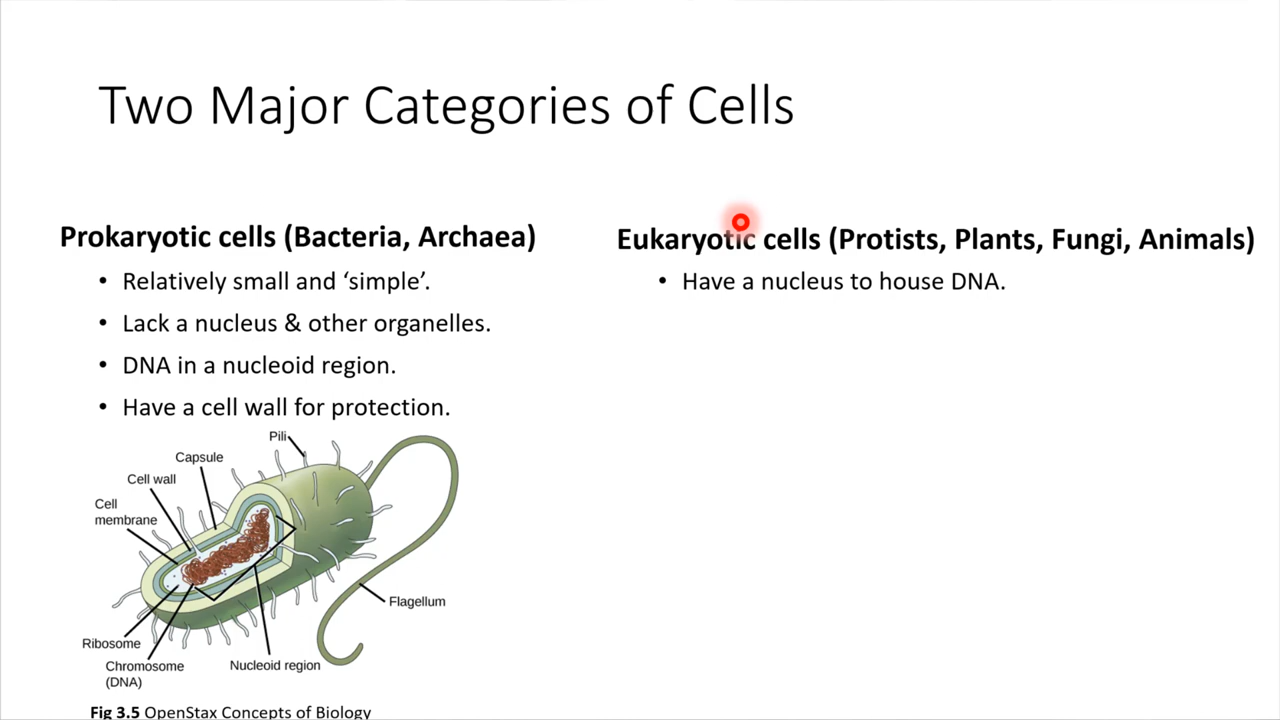 Two Major Categories of Cells
Prokaryotic cells (Bacteria, Archaea)
• Relatively small and ‘simple’.
• Lack a nucleus & other organelles.
• DNA in a nucleoid region.
• Have a cell wall for protection.
Eukaryotic cells (Protists, Plants, Fungi, Animals)
• Have a nucleus to house DNA.
Pili
Capsule
Cell wall
Cell
membrane
Flagellum
Ribosome
Chromosome
(DNA)
Nucleoid region
Fig 3.5 OpenStax Concepts of Biology